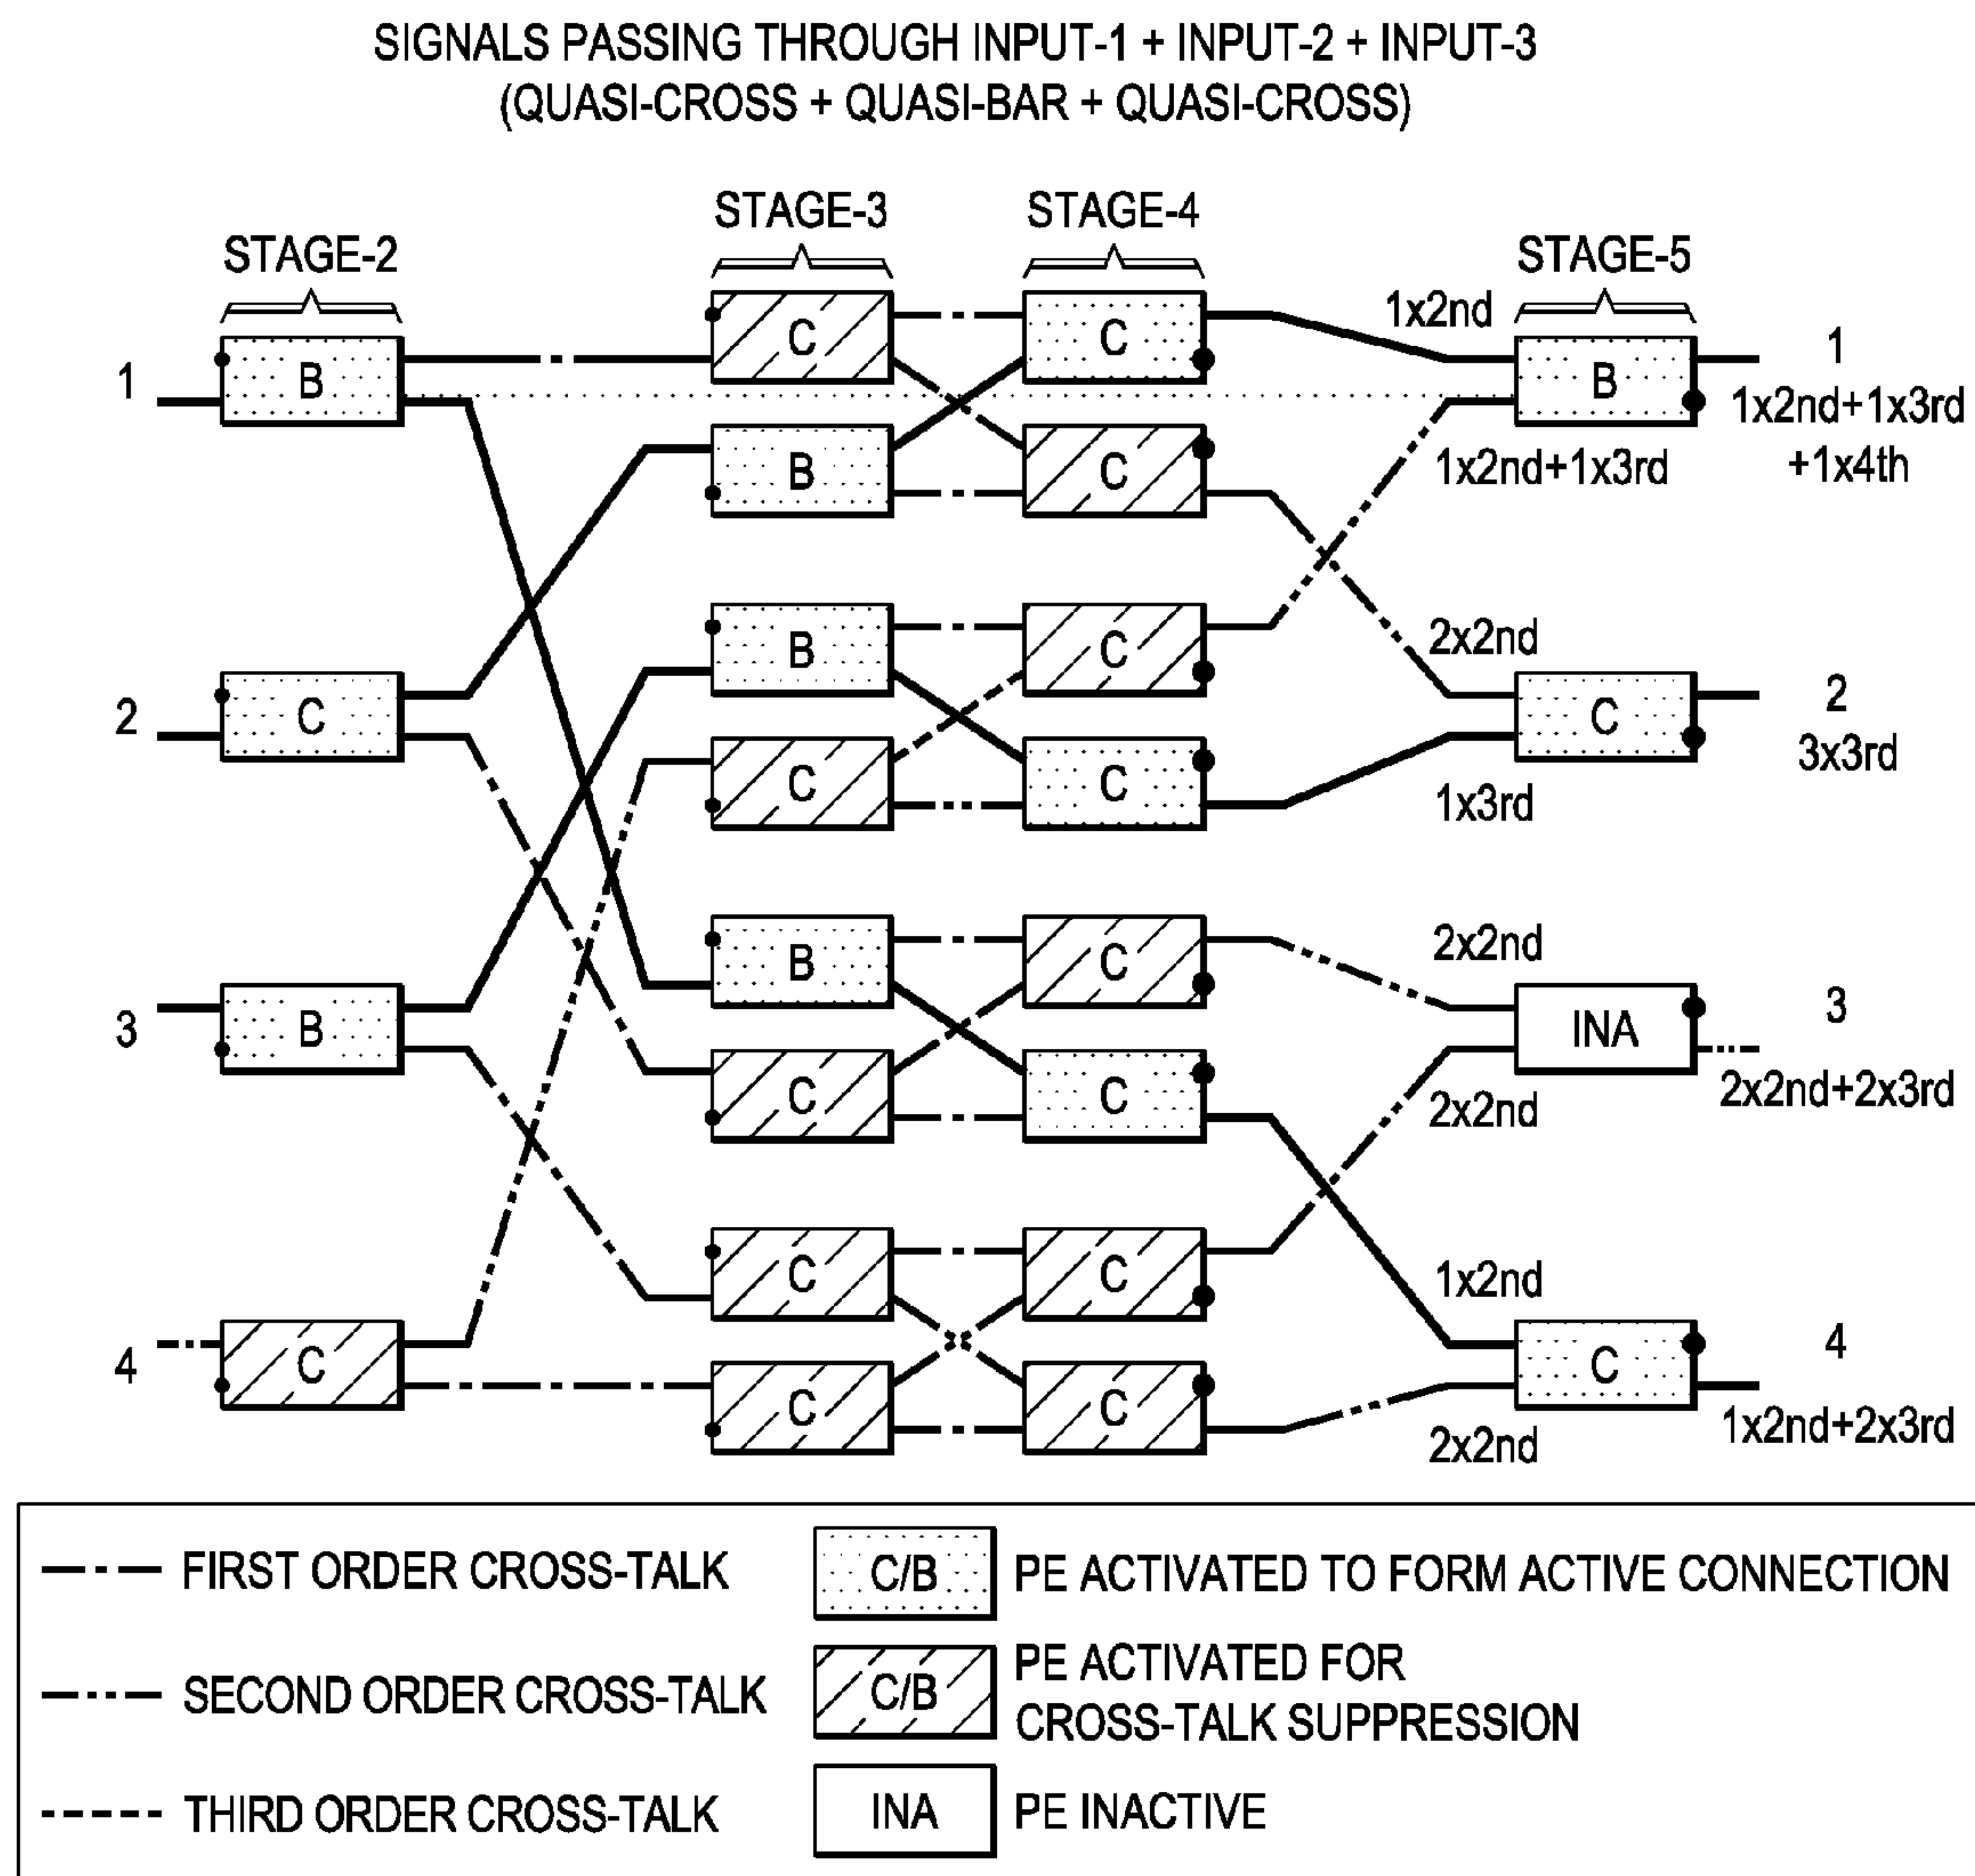 SIGNALS PASSING THROUGH INPUT-1 + INPUT-2 + INPUT-3
(QUASI-CROSS + QUASI-BAR + QUASI-CROSS)
STAGE-2
STAGE-3
STAGE-4
STAGE-5
1
B
C
C
1x2nd
B
1
1x2nd+1x3rd
+1x4th
B
C
1x2nd+1x3rd
2
C
B
C
2x2nd
C
2
3x3rd
C
C
1x3rd
3
B
B
C
2x2nd
INA
3
2x2nd+2x3rd
C
C
2x2nd
4
C
C
C
1x2nd
C
4
1x2nd+2x3rd
C
C
2x2nd
FIRST ORDER CROSS-TALK
C/B
PE ACTIVATED TO FORM ACTIVE CONNECTION
SECOND ORDER CROSS-TALK
C/B
PE ACTIVATED FOR
CROSS-TALK SUPPRESSION
THIRD ORDER CROSS-TALK
INA
PE INACTIVE